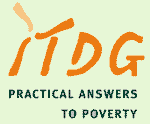 ITDG
PRACTICAL ANSWERS
TO POVERTY